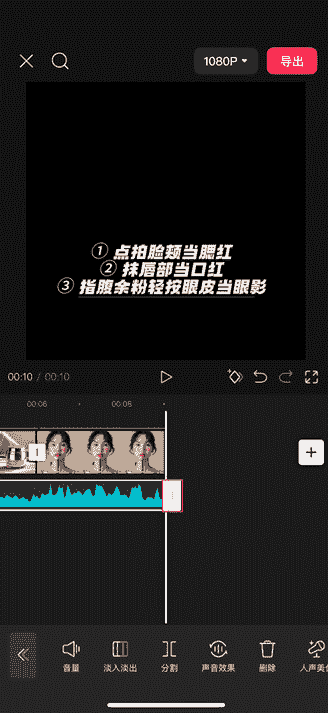 1080P
导出
① 点拍脸颊当腮红
② 抹唇部当口红
③ 指腹余粉轻按眼皮当眼影
00:10 / 00:10
00:06
00:08
音量
淡入淡出
分割
声音效果
删除
人声美化